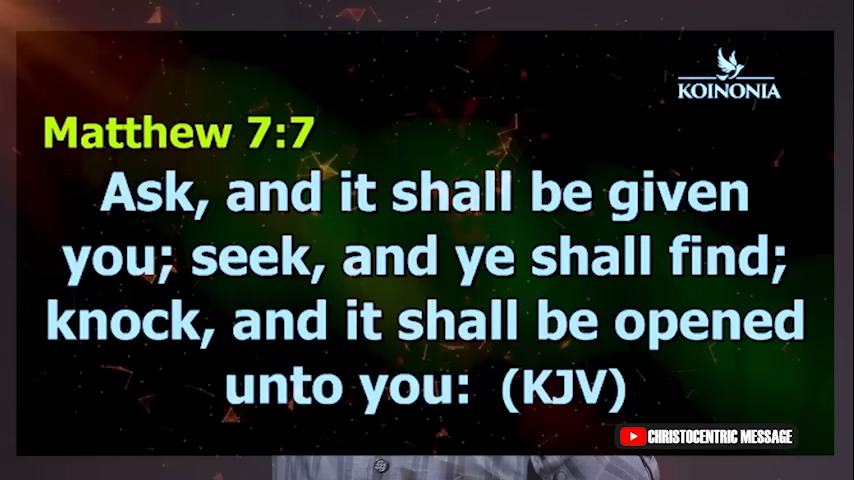 KOINONIA
Matthew 7:7
Ask, and it shall be given
you; seek, and ye shall find;
knock, and it shall be opened
unto you: (KJV)
CHRISTOCENTRIC MESSAGE